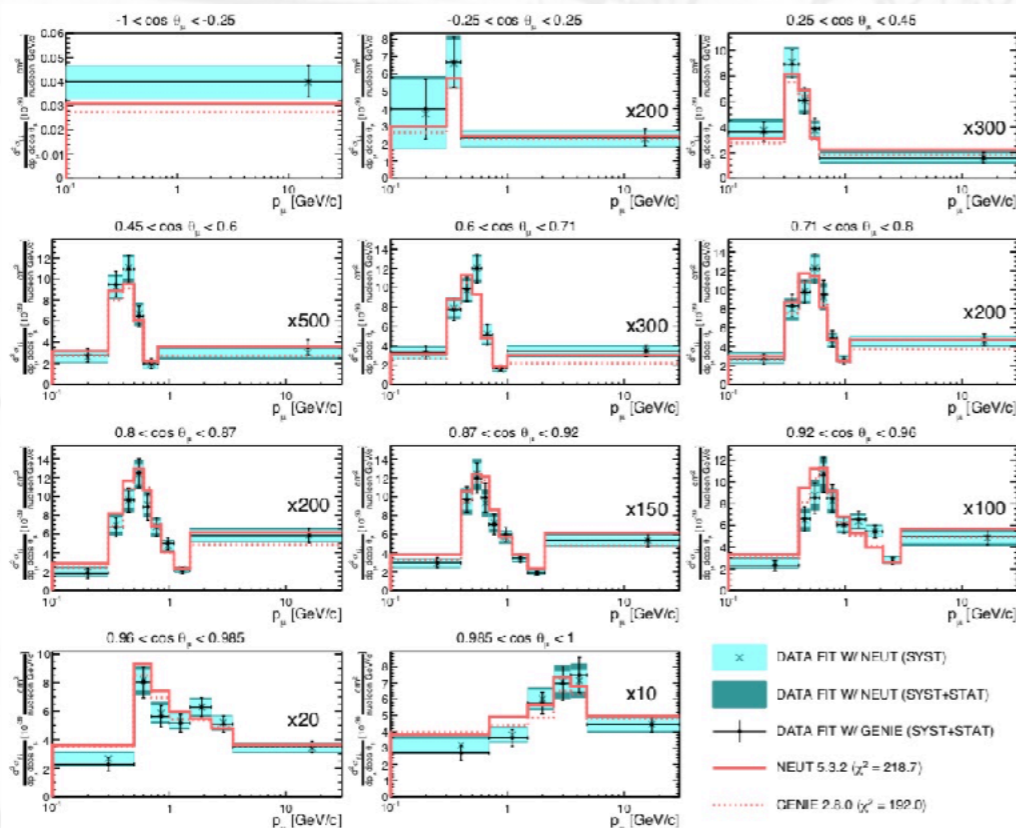 -1 < cos θμ < -0.25
-0.25 < cos θμ < 0.25
0.25 < cos θμ < 0.45
x200
x300
pμ [GeV/c]
pμ [GeV/c]
pμ [GeV/c]
0.45 < cos θμ < 0.6
0.6 < cos θμ < 0.71
0.71 < cos θμ < 0.8
x500
x300
x200
pμ [GeV/c]
pμ [GeV/c]
pμ [GeV/c]
0.8 < cos θμ < 0.87
0.87 < cos θμ < 0.92
0.92 < cos θμ < 0.96
x200
x150
x100
pμ [GeV/c]
pμ [GeV/c]
pμ [GeV/c]
0.96 < cos θμ < 0.985
0.985 < cos θμ < 1
x20
x10
pμ [GeV/c]
pμ [GeV/c]
DATA FIT W/ NEUT (SYST)
DATA FIT W/ NEUT (SYST+STAT)
DATA FIT W/ GENIE (SYST+STAT)
NEUT 5.3.2 (χ² = 218.7)
GENIE 2.8.0 (χ² = 192.0)